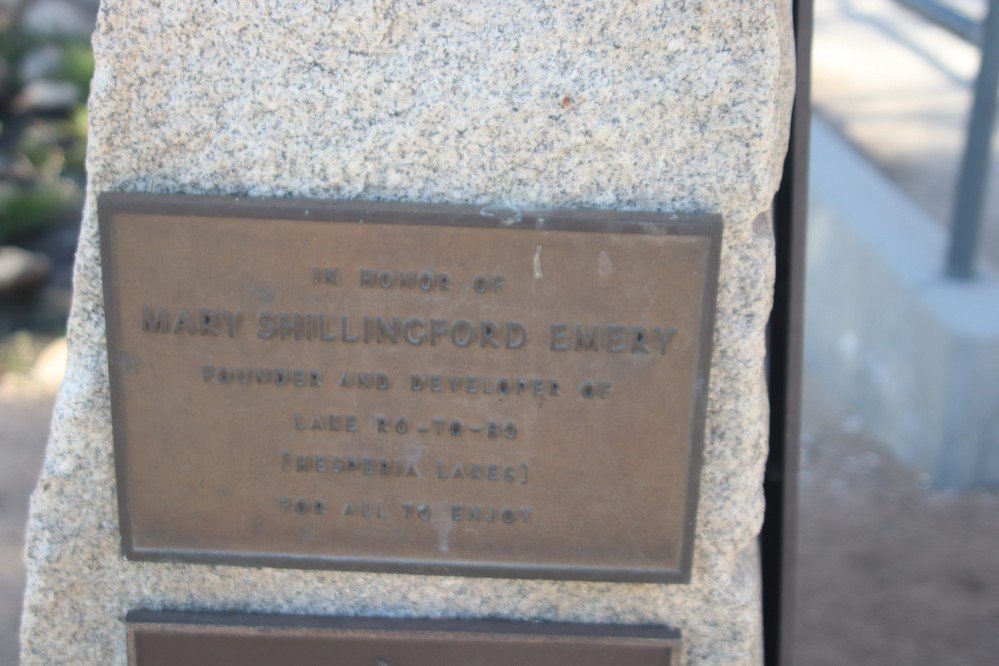 IN HONOR OF
MARY SHILLINGFORD EMERY
FOUNDER AND DEVELOPER OF
LAKE RO-TO-BO
(HESPERIA LAKES)
FOR ALL TO ENJOY